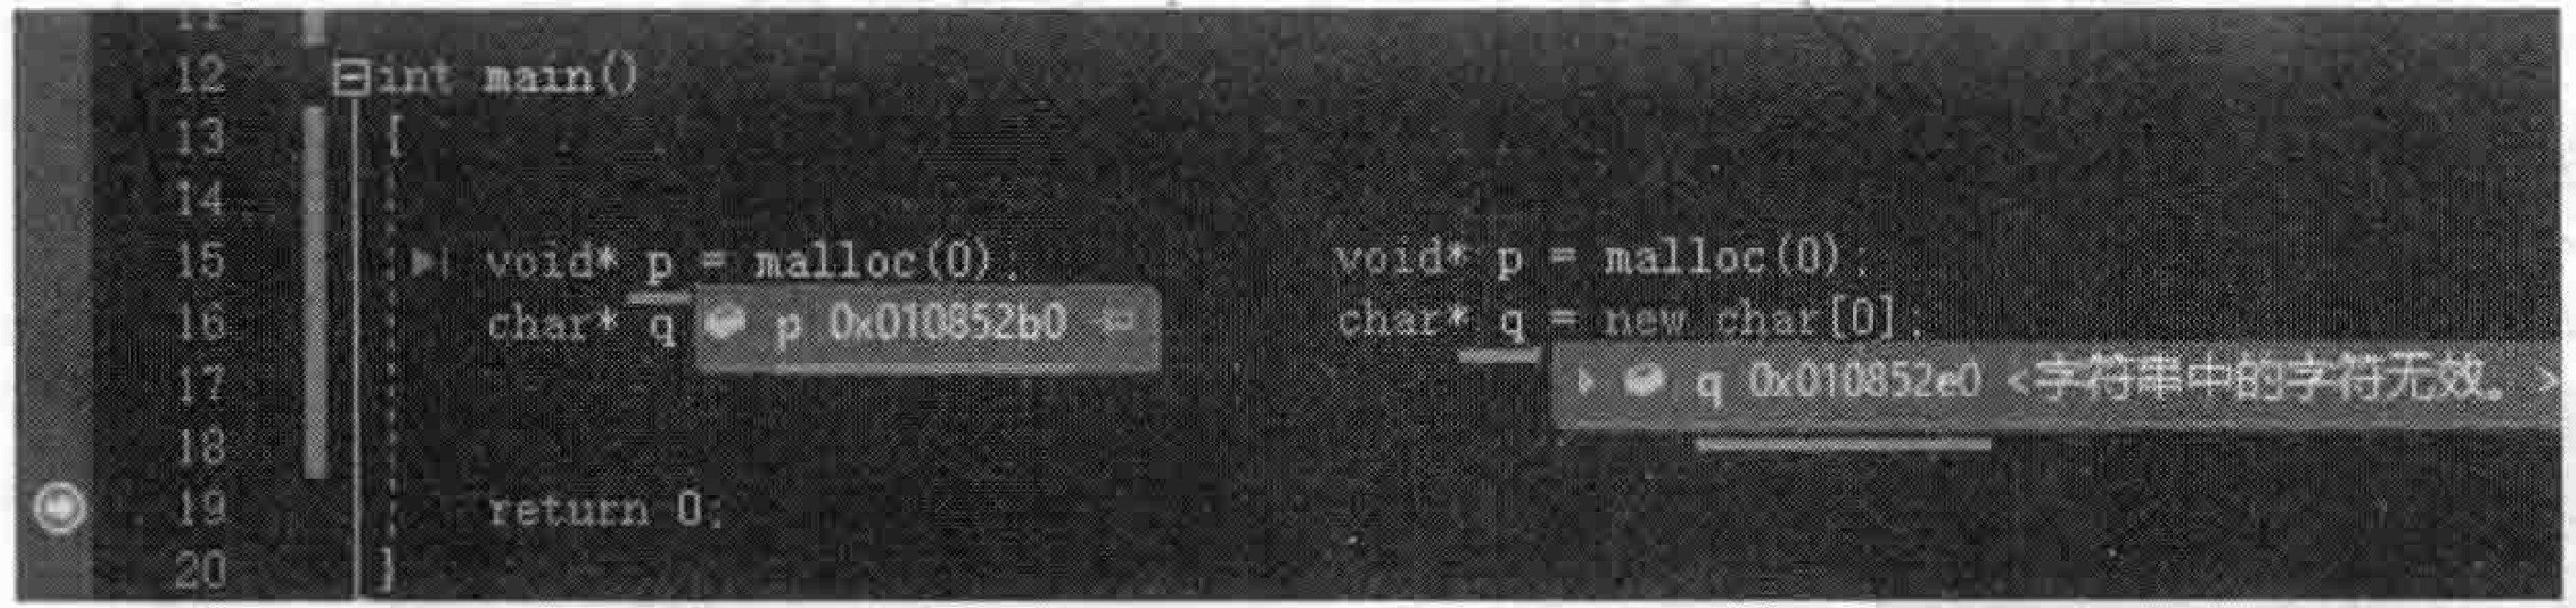 12 int main()
13 {
14
15 void* p = malloc(0); void* p = malloc(0);
16 char* q p 0x010852b0 char* q = new char[0];
17 q 0x010852e0 <字符串中的字符无效。>
18
19 return 0;
20 }